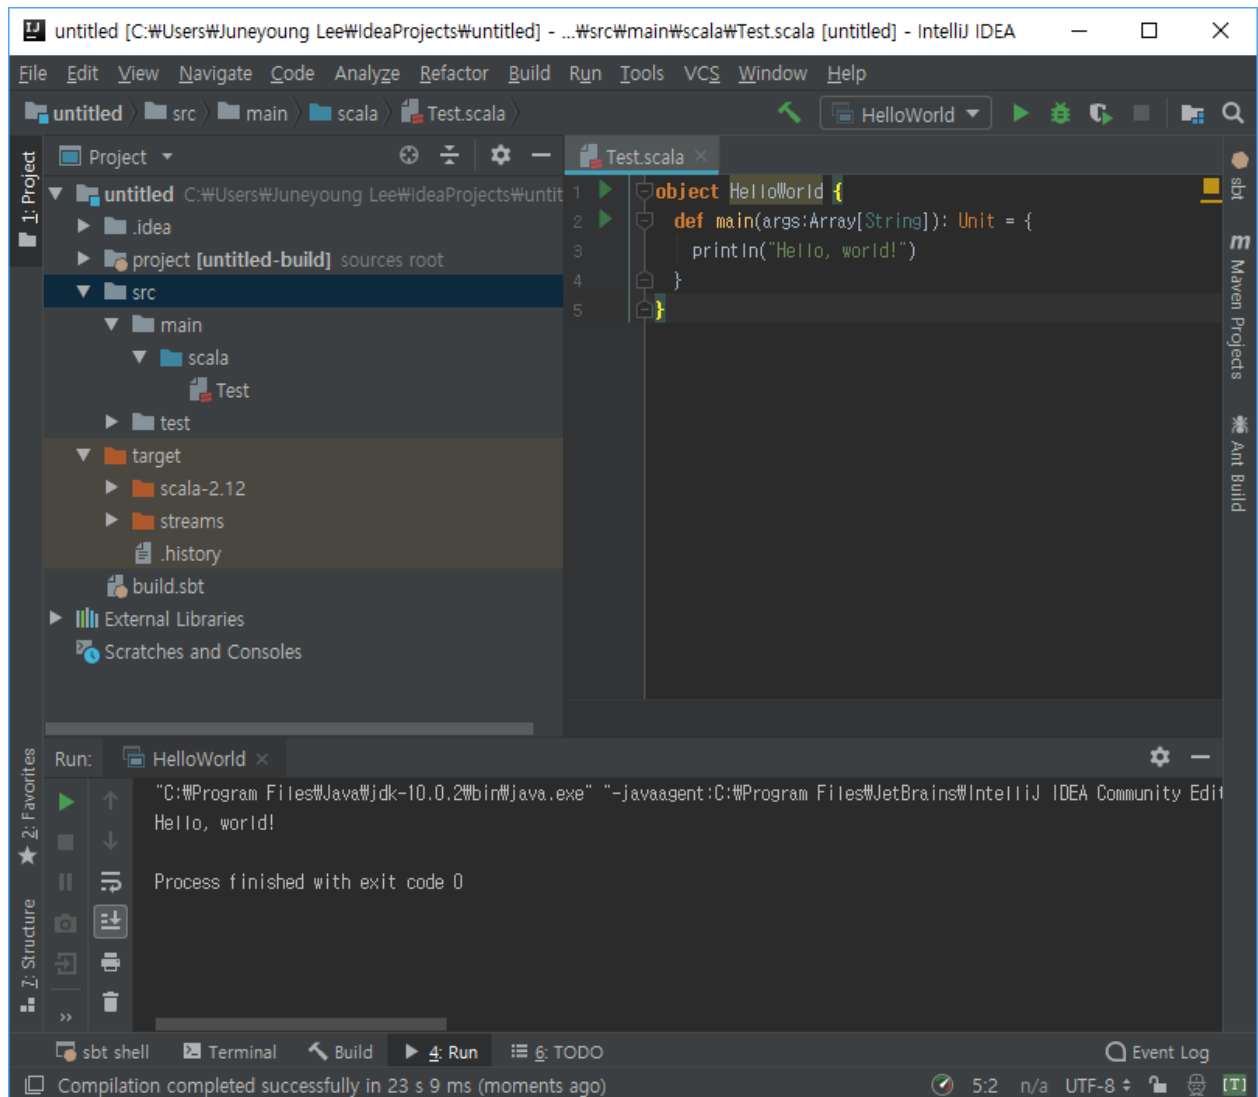 untitled [C:₩Users₩Juneyoung Lee₩IdeaProjects₩untitled] - ...₩src₩main₩scala₩Test.scala [untitled] - IntelliJ IDEA
File Edit View Navigate Code Analyze Refactor Build Run Tools VCS Window Help
untitled src main scala Test.scala HelloWorld
1: Project
Project
untitled C:₩Users₩Juneyoung Lee₩IdeaProjects₩untit
.idea
project [untitled-build] sources root
src
main
scala
Test
test
target
scala-2.12
streams
.history
build.sbt
External Libraries
Scratches and Consoles
Test.scala
1 object HelloWorld {
2 def main(args:Array[String]): Unit = {
3 println("Hello, world!")
4 }
5 }
sbt
Maven Projects
Ant Build
2: Favorites
7: Structure
Run: HelloWorld
"C:₩Program Files₩Java₩jdk-10.0.2₩bin₩java.exe" "-javaagent:C:₩Program Files₩JetBrains₩IntelliJ IDEA Community Edit
Hello, world!
Process finished with exit code 0
sbt shell Terminal Build 4: Run 6: TODO Event Log
Compilation completed successfully in 23 s 9 ms (moments ago) 5:2 n/a UTF-8 [T]